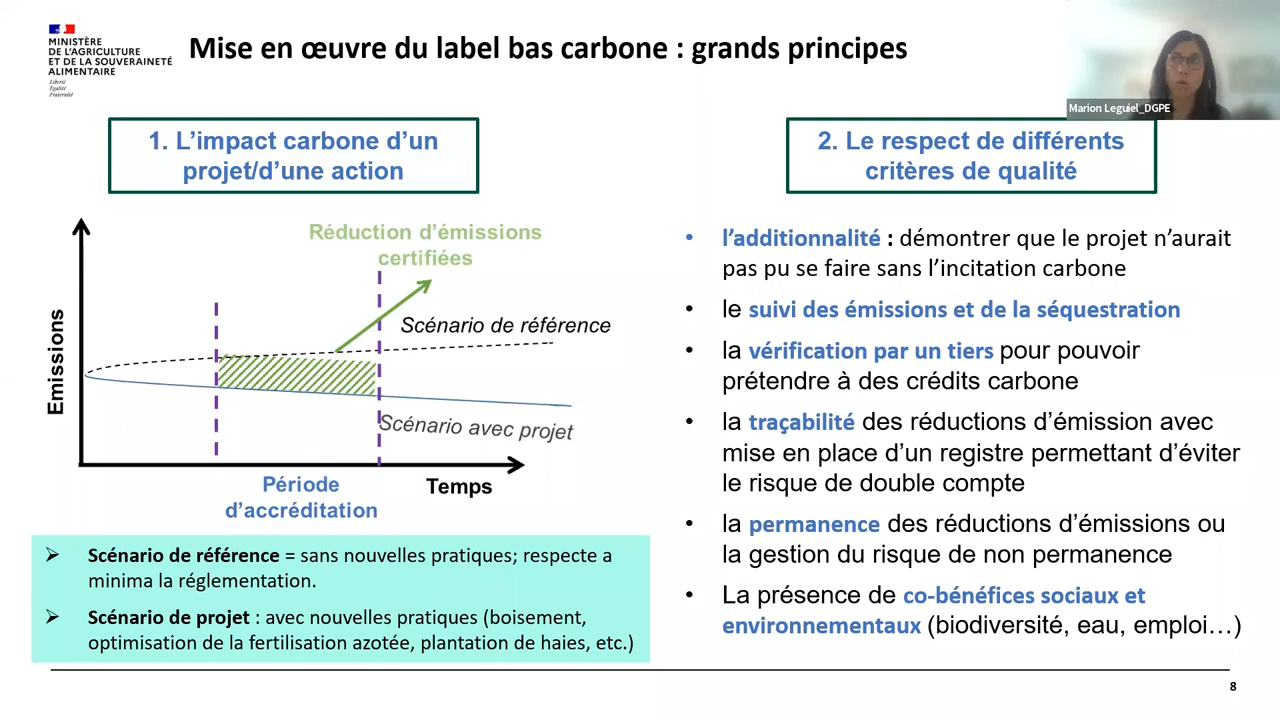 MINISTÈRE
DE L'AGRICULTURE
ET DE LA SOUVERAINETÉ
ALIMENTAIRE
Liberté
Égalité
Fraternité
Mise en œuvre du label bas carbone : grands principes
Marion Leguiel_DGPE
1. L’impact carbone d’un
projet/d’une action
Réduction d’émissions
certifiées
Scénario de référence
Emissions
Scénario avec projet
Période
d’accréditation
Temps
Scénario de référence = sans nouvelles pratiques; respecte a
minima la réglementation.
Scénario de projet : avec nouvelles pratiques (boisement,
optimisation de la fertilisation azotée, plantation de haies, etc.)
2. Le respect de différents
critères de qualité
• l’additionnalité : démontrer que le projet n’aurait
pas pu se faire sans l’incitation carbone
• le suivi des émissions et de la séquestration
• la vérification par un tiers pour pouvoir
prétendre à des crédits carbone
• la traçabilité des réductions d’émission avec
mise en place d’un registre permettant d’éviter
le risque de double compte
• la permanence des réductions d’émissions ou
la gestion du risque de non permanence
• La présence de co-bénéfices sociaux et
environnementaux (biodiversité, eau, emploi…)
8